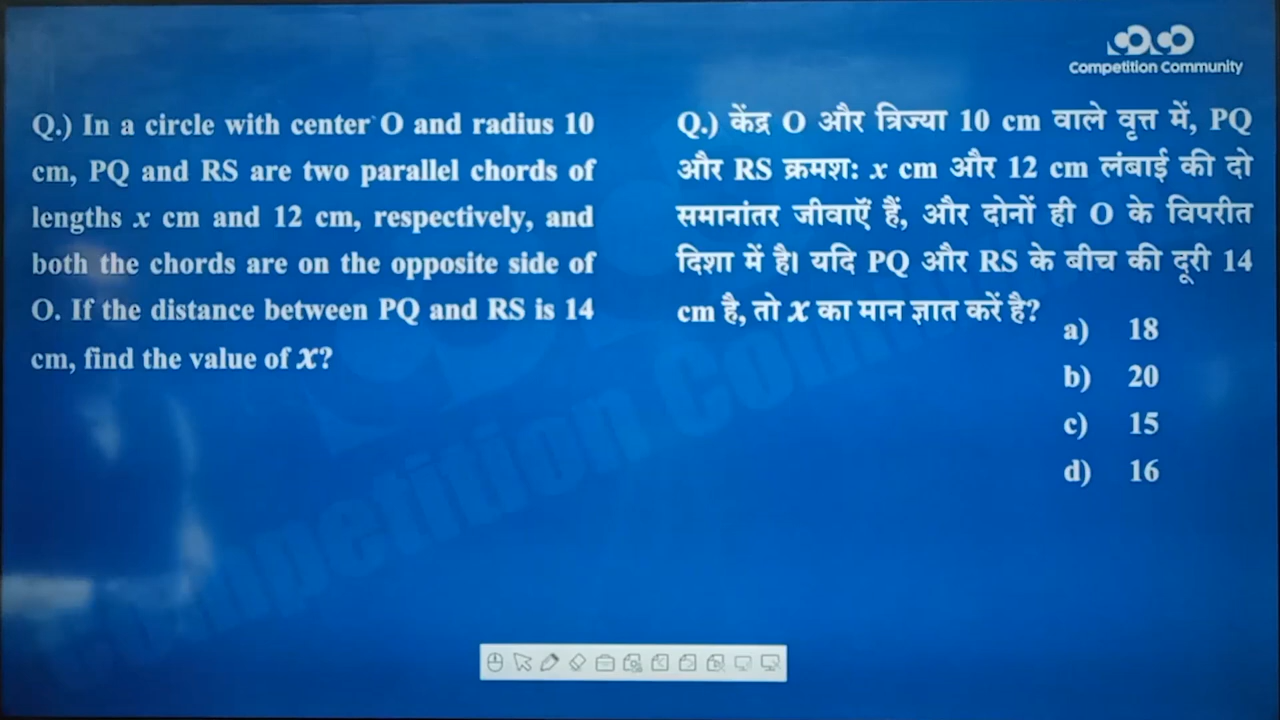 Competition Community
Q.) In a circle with center O and radius 10
cm, PQ and RS are two parallel chords of
lengths x cm and 12 cm, respectively, and
both the chords are on the opposite side of
O. If the distance between PQ and RS is 14
cm, find the value of x?
Q.) केंद्र O और त्रिज्या 10 cm वाले वृत्त में, PQ
और RS क्रमश: x cm और 12 cm लंबाई की दो
समानांतर जीवाएॅं हैं, और दोनों ही O के विपरीत
दिशा में है। यदि PQ और RS के बीच की दूरी 14
cm है, तो x का मान ज्ञात करें है?
a) 18
b) 20
c) 15
d) 16
Competition Community